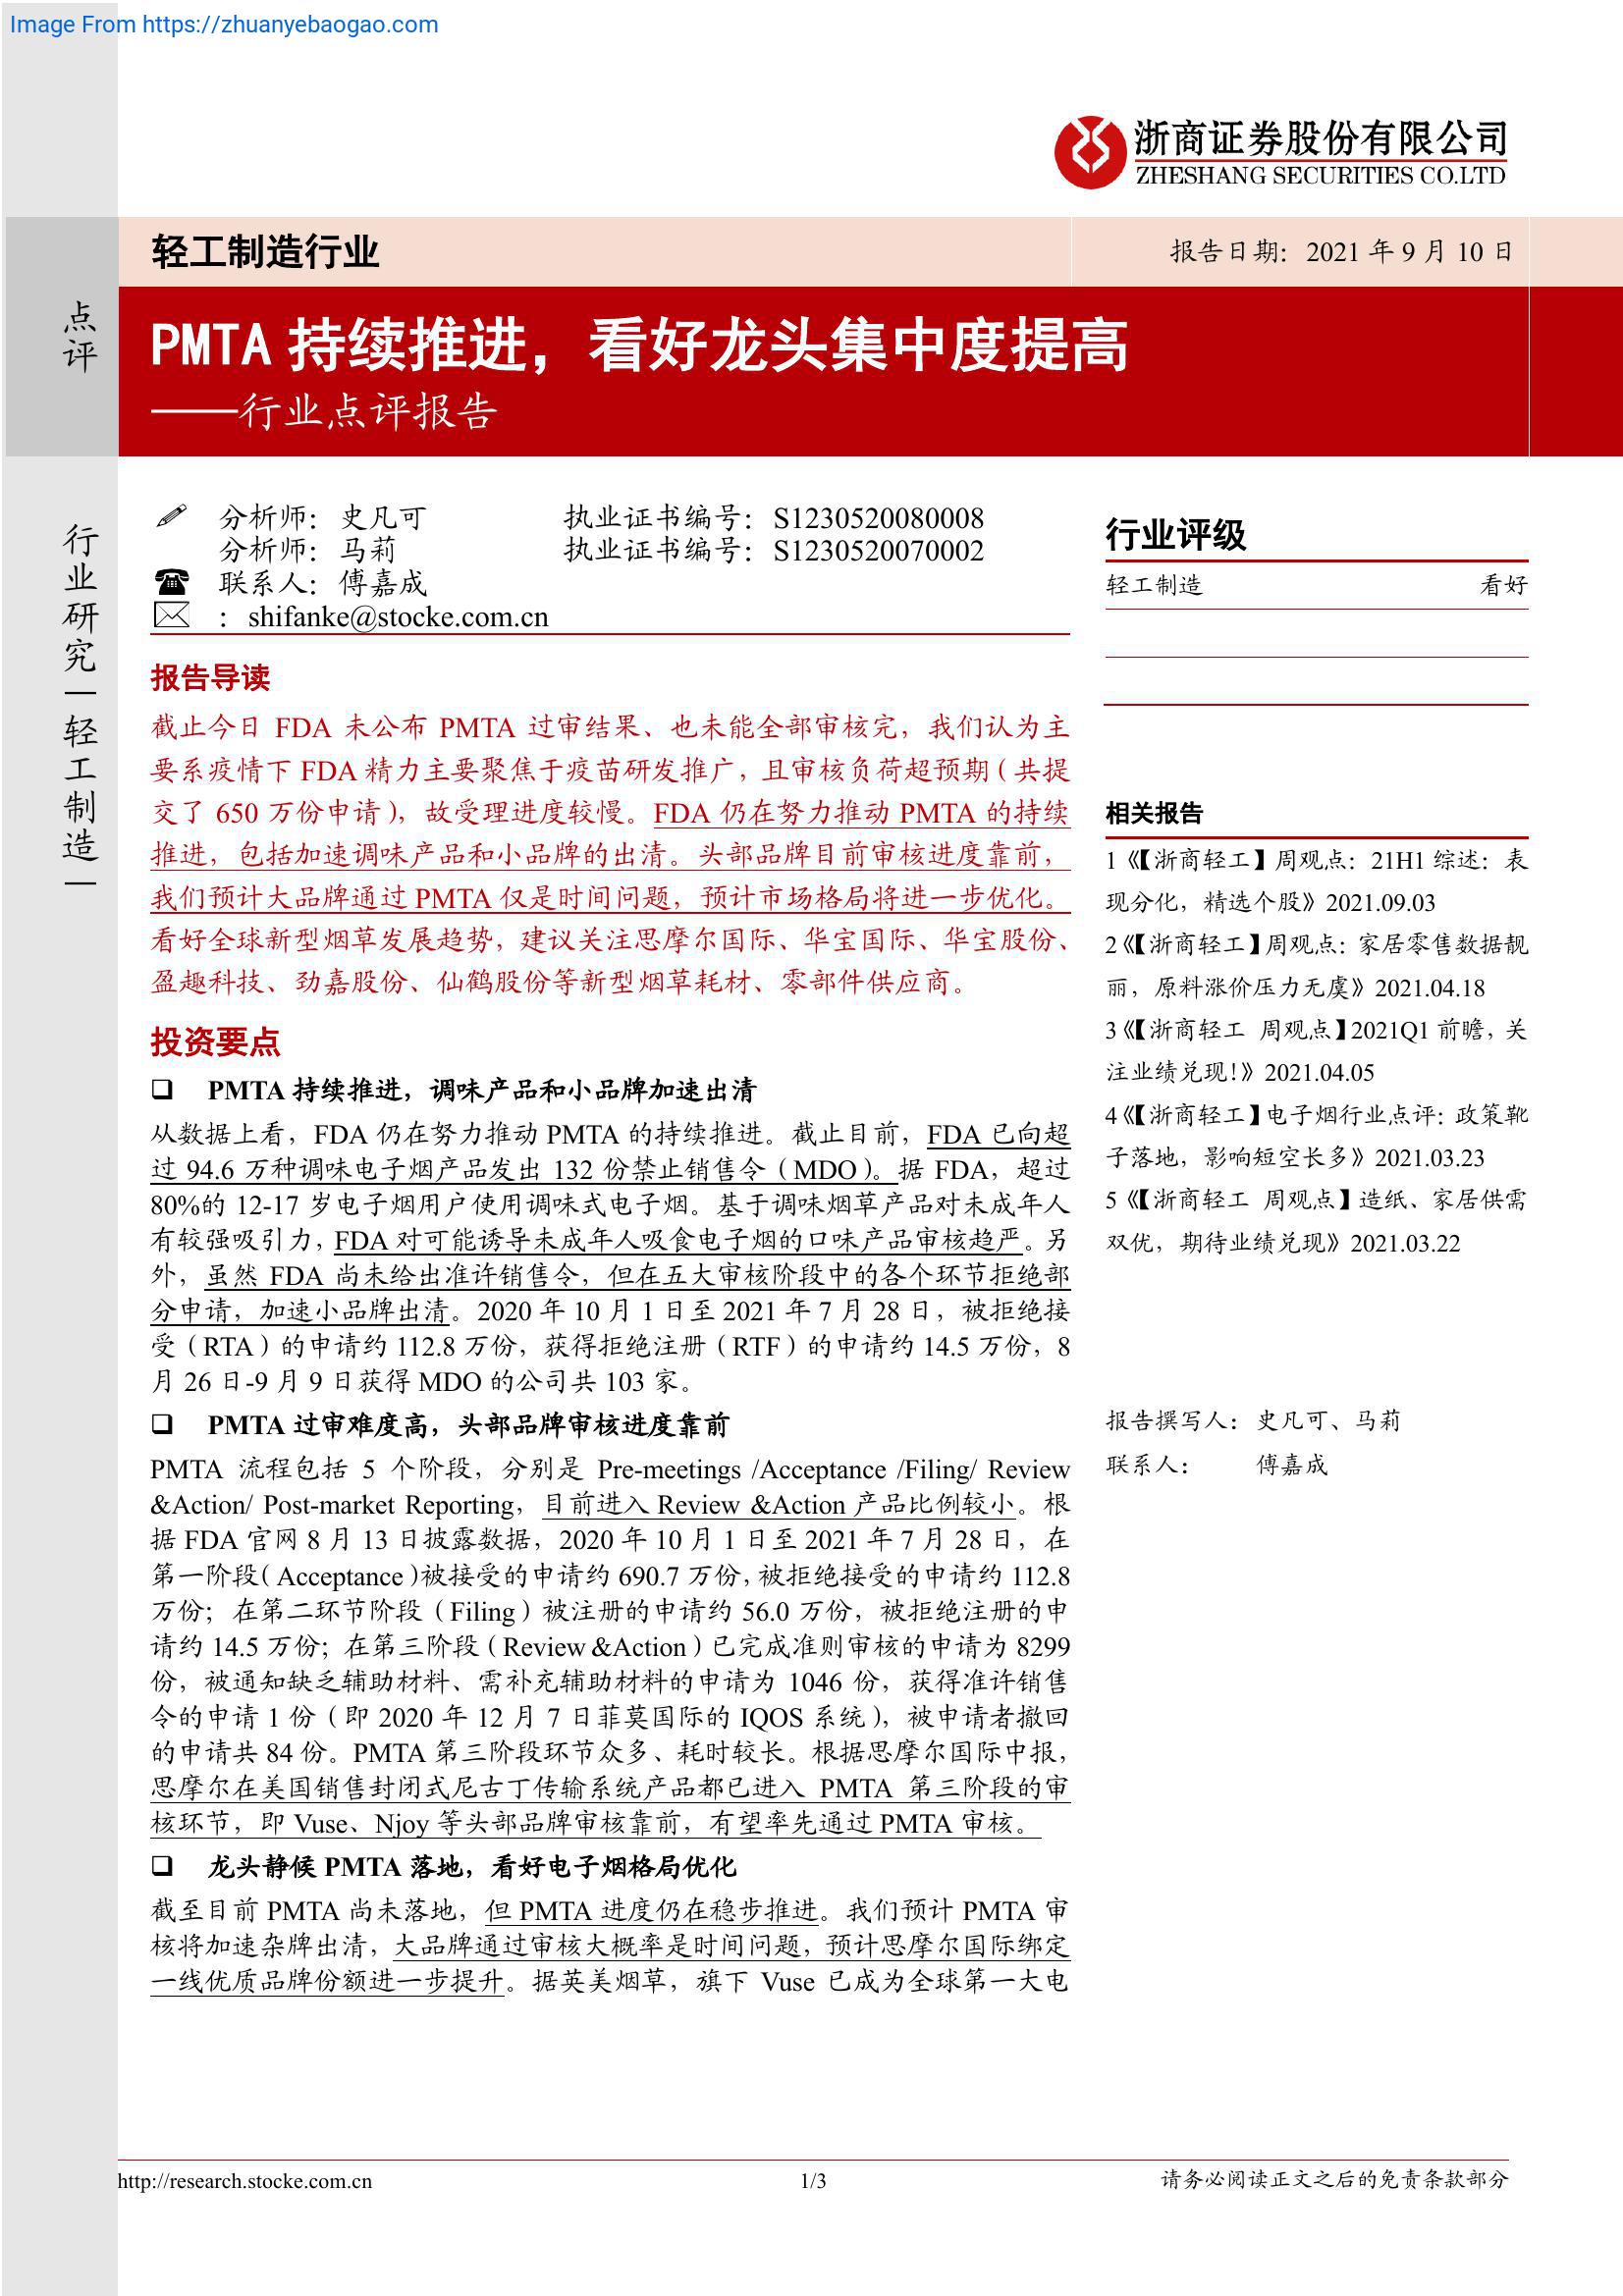 Image From https://zhuanyebaogao.com
浙商证券股份有限公司
ZHESHANG SECURITIES CO.LTD
轻工制造行业
报告日期：2021 年 9 月 10 日
点评
PMTA 持续推进，看好龙头集中度提高
——行业点评报告
行业研究｜轻工制造｜
分析师：史凡可 执业证书编号：S1230520080008
分析师：马莉 执业证书编号：S1230520070002
联系人：傅嘉成
：shifanke@stocke.com.cn
报告导读
截止今日 FDA 未公布 PMTA 过审结果、也未能全部审核完，我们认为主
要系疫情下 FDA 精力主要聚焦于疫苗研发推广，且审核负荷超预期（共提
交了 650 万份申请），故受理进度较慢。FDA 仍在努力推动 PMTA 的持续
推进，包括加速调味产品和小品牌的出清。头部品牌目前审核进度靠前，
我们预计大品牌通过 PMTA 仅是时间问题，预计市场格局将进一步优化。
看好全球新型烟草发展趋势，建议关注思摩尔国际、华宝国际、华宝股份、
盈趣科技、劲嘉股份、仙鹤股份等新型烟草耗材、零部件供应商。
投资要点
❑ PMTA 持续推进，调味产品和小品牌加速出清
从数据上看，FDA 仍在努力推动 PMTA 的持续推进。截止目前，FDA 已向超
过 94.6 万种调味电子烟产品发出 132 份禁止销售令（MDO）。据 FDA，超过
80%的 12-17 岁电子烟用户使用调味式电子烟。基于调味烟草产品对未成年人
有较强吸引力，FDA 对可能诱导未成年人吸食电子烟的口味产品审核趋严。另
外，虽然 FDA 尚未给出准许销售令，但在五大审核阶段中的各个环节拒绝部
分申请，加速小品牌出清。2020 年 10 月 1 日至 2021 年 7 月 28 日，被拒绝接
受（RTA）的申请约 112.8 万份，获得拒绝注册（RTF）的申请约 14.5 万份，8
月 26 日-9 月 9 日获得 MDO 的公司共 103 家。
❑ PMTA 过审难度高，头部品牌审核进度靠前
PMTA 流程包括 5 个阶段，分别是 Pre-meetings /Acceptance /Filing/ Review
&Action/ Post-market Reporting，目前进入 Review &Action 产品比例较小。根
据 FDA 官网 8 月 13 日披露数据，2020 年 10 月 1 日至 2021 年 7 月 28 日，在
第一阶段（Acceptance）被接受的申请约 690.7 万份，被拒绝接受的申请约 112.8
万份；在第二环节阶段（Filing）被注册的申请约 56.0 万份，被拒绝注册的申
请约 14.5 万份；在第三阶段（Review &Action）已完成准则审核的申请为 8299
份，被通知缺乏辅助材料、需补充辅助材料的申请为 1046 份，获得准许销售
令的申请 1 份（即 2020 年 12 月 7 日菲莫国际的 IQOS 系统），被申请者撤回
的申请共 84 份。PMTA 第三阶段环节众多、耗时较长。根据思摩尔国际中报，
思摩尔在美国销售封闭式尼古丁传输系统产品都已进入 PMTA 第三阶段的审
核环节，即 Vuse、Njoy 等头部品牌审核靠前，有望率先通过 PMTA 审核。
❑ 龙头静候 PMTA 落地，看好电子烟格局优化
截至目前 PMTA 尚未落地，但 PMTA 进度仍在稳步推进。我们预计 PMTA 审
核将加速杂牌出清，大品牌通过审核大概率是时间问题，预计思摩尔国际绑定
一线优质品牌份额进一步提升。据英美烟草，旗下 Vuse 已成为全球第一大电
行业评级
轻工制造 看好
相关报告
1《【浙商轻工】周观点：21H1 综述：表
现分化，精选个股》2021.09.03
2《【浙商轻工】周观点：家居零售数据靓
丽，原料涨价压力无虞》2021.04.18
3《【浙商轻工 周观点】2021Q1 前瞻，关
注业绩兑现!》2021.04.05
4《【浙商轻工】电子烟行业点评：政策靴
子落地，影响短空长多》2021.03.23
5《【浙商轻工 周观点】造纸、家居供需
双优，期待业绩兑现》2021.03.22
报告撰写人：史凡可、马莉
联系人： 傅嘉成
http://research.stocke.com.cn
1/3
请务必阅读正文之后的免责条款部分